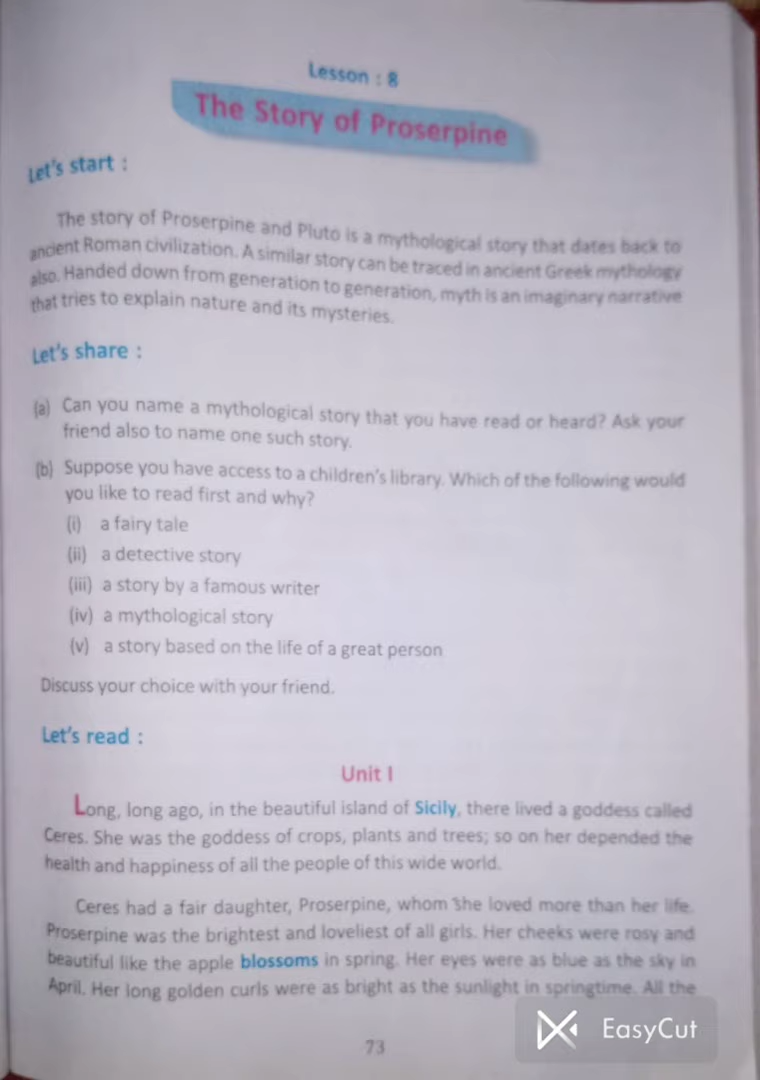 Lesson : 8
The Story of Proserpine
Let's start :
The story of Proserpine and Pluto is a mythological story that dates back to
ancient Roman civilization. A similar story can be traced in ancient Greek mythology
also. Handed down from generation to generation, myth is an imaginary narrative
that tries to explain nature and its mysteries.
Let's share :
(a) Can you name a mythological story that you have read or heard? Ask your
friend also to name one such story.
(b) Suppose you have access to a children's library. Which of the following would
you like to read first and why?
(i) a fairy tale
(ii) a detective story
(iii) a story by a famous writer
(iv) a mythological story
(v) a story based on the life of a great person
Discuss your choice with your friend.
Let's read :
Unit I
Long, long ago, in the beautiful island of Sicily, there lived a goddess called
Ceres. She was the goddess of crops, plants and trees; so on her depended the
health and happiness of all the people of this wide world.
Ceres had a fair daughter, Proserpine, whom she loved more than her life.
Proserpine was the brightest and loveliest of all girls. Her cheeks were rosy and
beautiful like the apple blossoms in spring. Her eyes were as blue as the sky in
April. Her long golden curls were as bright as the sunlight in springtime. All the
73
EasyCut